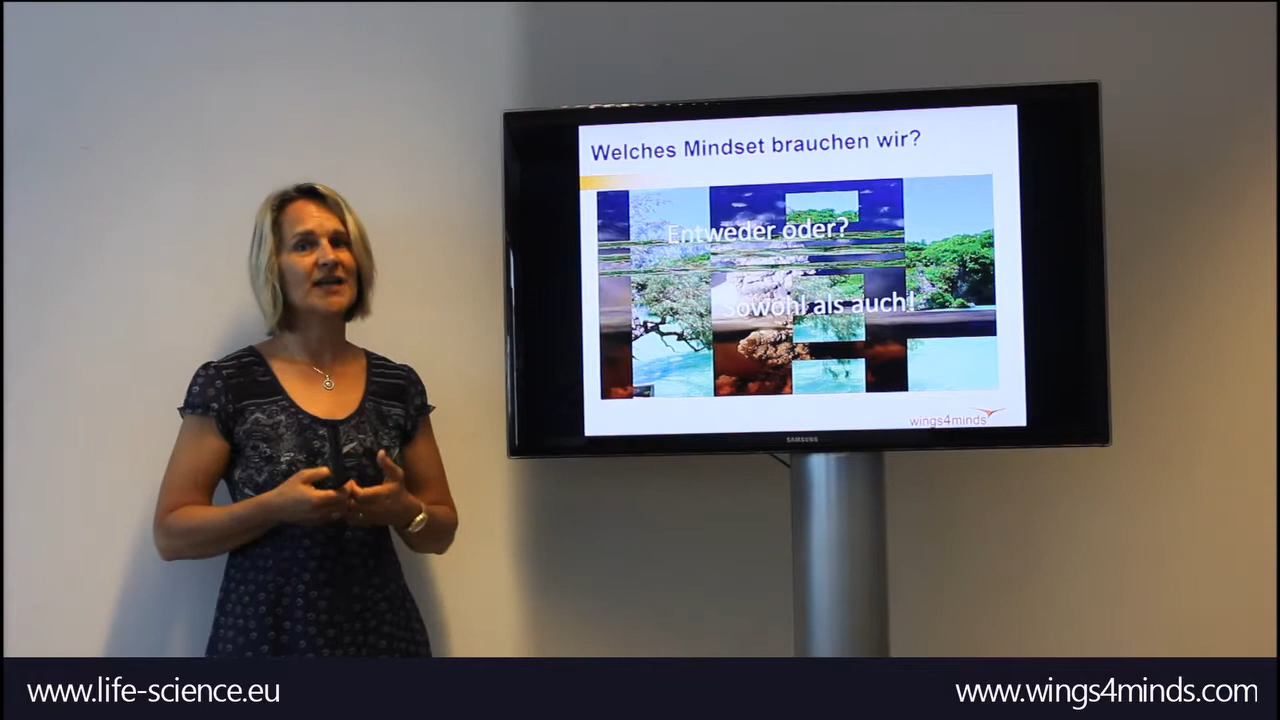 Welches Mindset brauchen wir?
Entweder oder?
Sowohl als auch!
wings4minds
SAMSUNG
www.life-science.eu
www.wings4minds.com